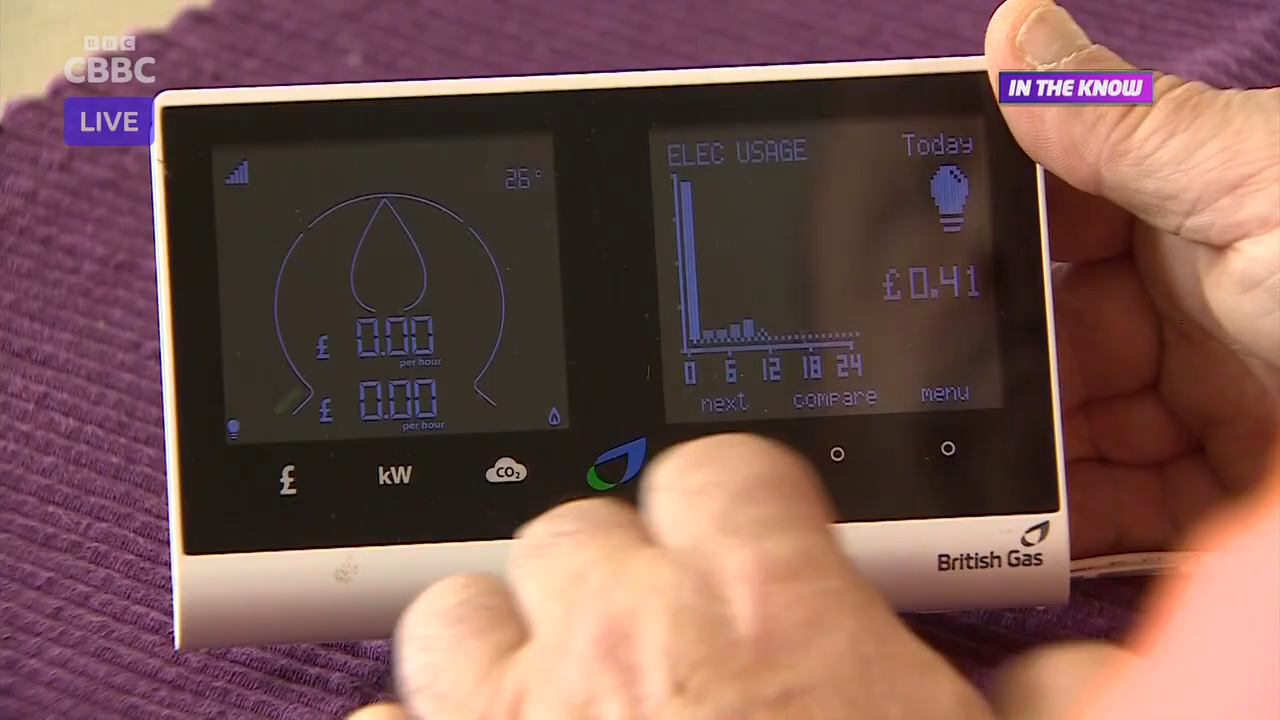 BBC
CBBC
LIVE
IN THE KNOW
26°
£ 0.00
per hour
£ 0.00
per hour
ELEC USAGE
Today
£0.41
0 6 12 18 24
next compare menu
£ kW CO₂
British Gas